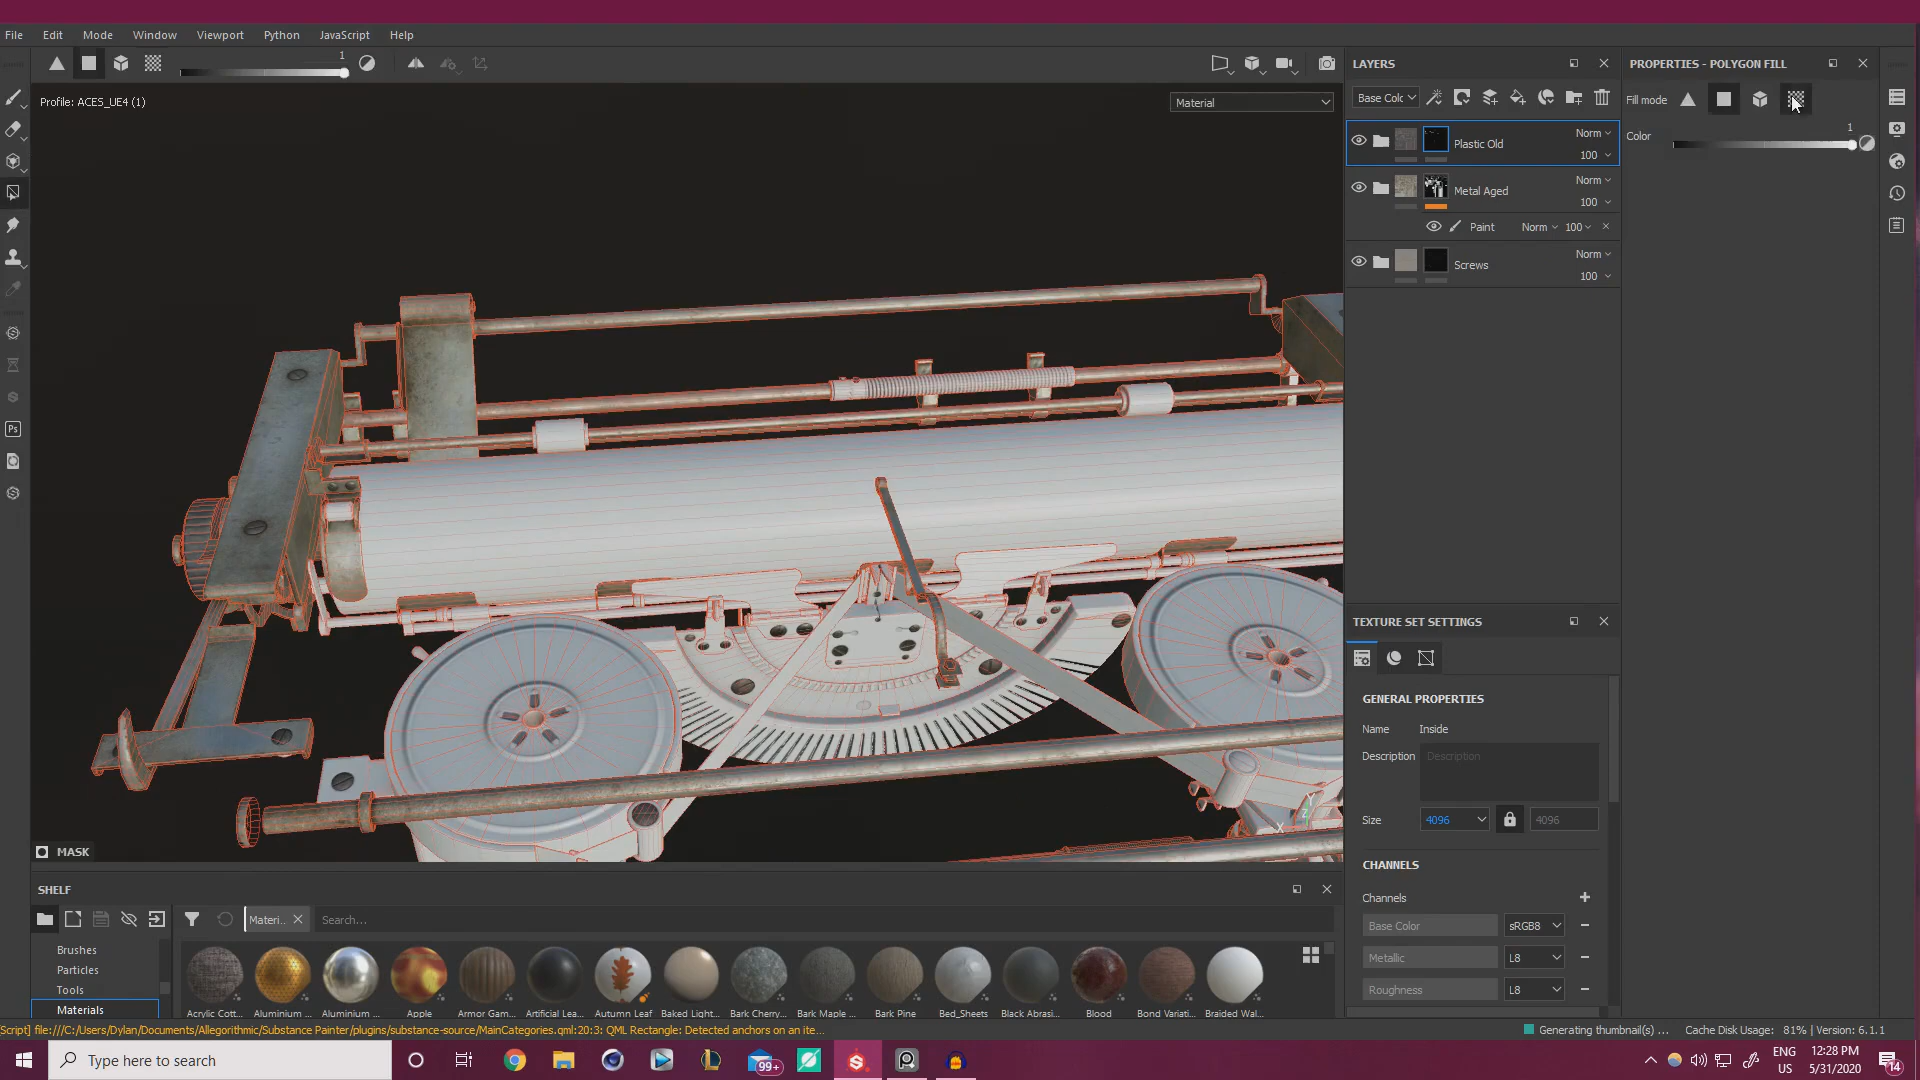 File Edit Mode Window Viewport Python JavaScript Help
1
Profile: ACES_UE4 (1)
Material
MASK
X
Y
Z
LAYERS
Base Colc
Plastic Old
Norm
100
Metal Aged
Norm
100
Paint Norm 100
Screws
Norm
100
PROPERTIES - POLYGON FILL
Fill mode
Color
1
TEXTURE SET SETTINGS
GENERAL PROPERTIES
Name Inside
Description Description
Size 4096 4096
CHANNELS
Channels
Base Color sRGB8
Metallic L8
Roughness L8
SHELF
Materi..
Search...
Brushes
Particles
Tools
Materials
Acrylic Cott...
Aluminium ...
Aluminium ...
Apple
Armor Gam...
Artificial Lea...
Autumn Leaf
Baked Light...
Bark Cherry...
Bark Maple ...
Bark Pine
Bed_Sheets
Black Abrasi...
Blood
Bond Variati...
Braided Wal...
Script] file:///C:/Users/Dylan/Documents/Allegorithmic/Substance Painter/plugins/substance-source/MainCategories.qml:20:3: QML Rectangle: Detected anchors on an ite...
Generating thumbnail(s) ...
Cache Disk Usage: 81% | Version: 6.1.1
Ps
Type here to search
99+
ENG
US
12:28 PM
5/31/2020
14